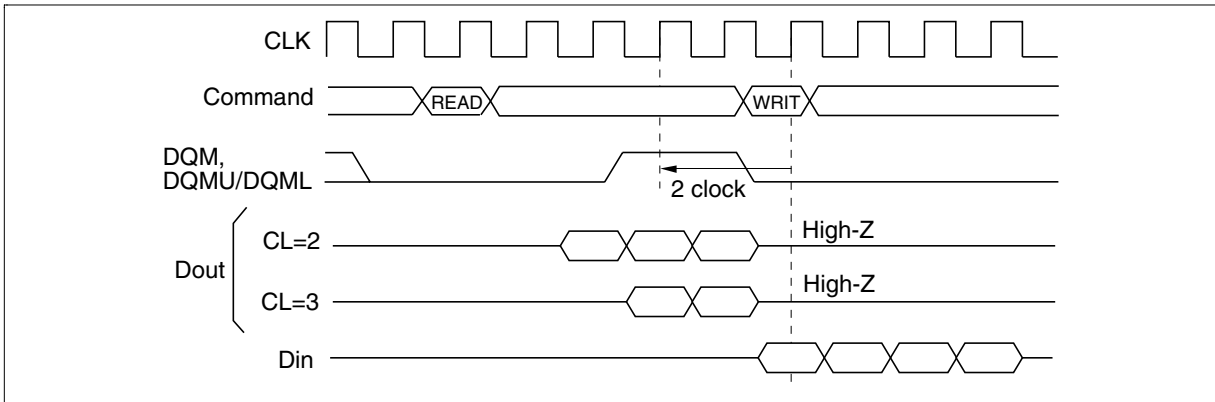 CLK
Command READ WRIT
DQM,
DQMU/DQML
2 clock
CL=2 High-Z
Dout
CL=3 High-Z
Din